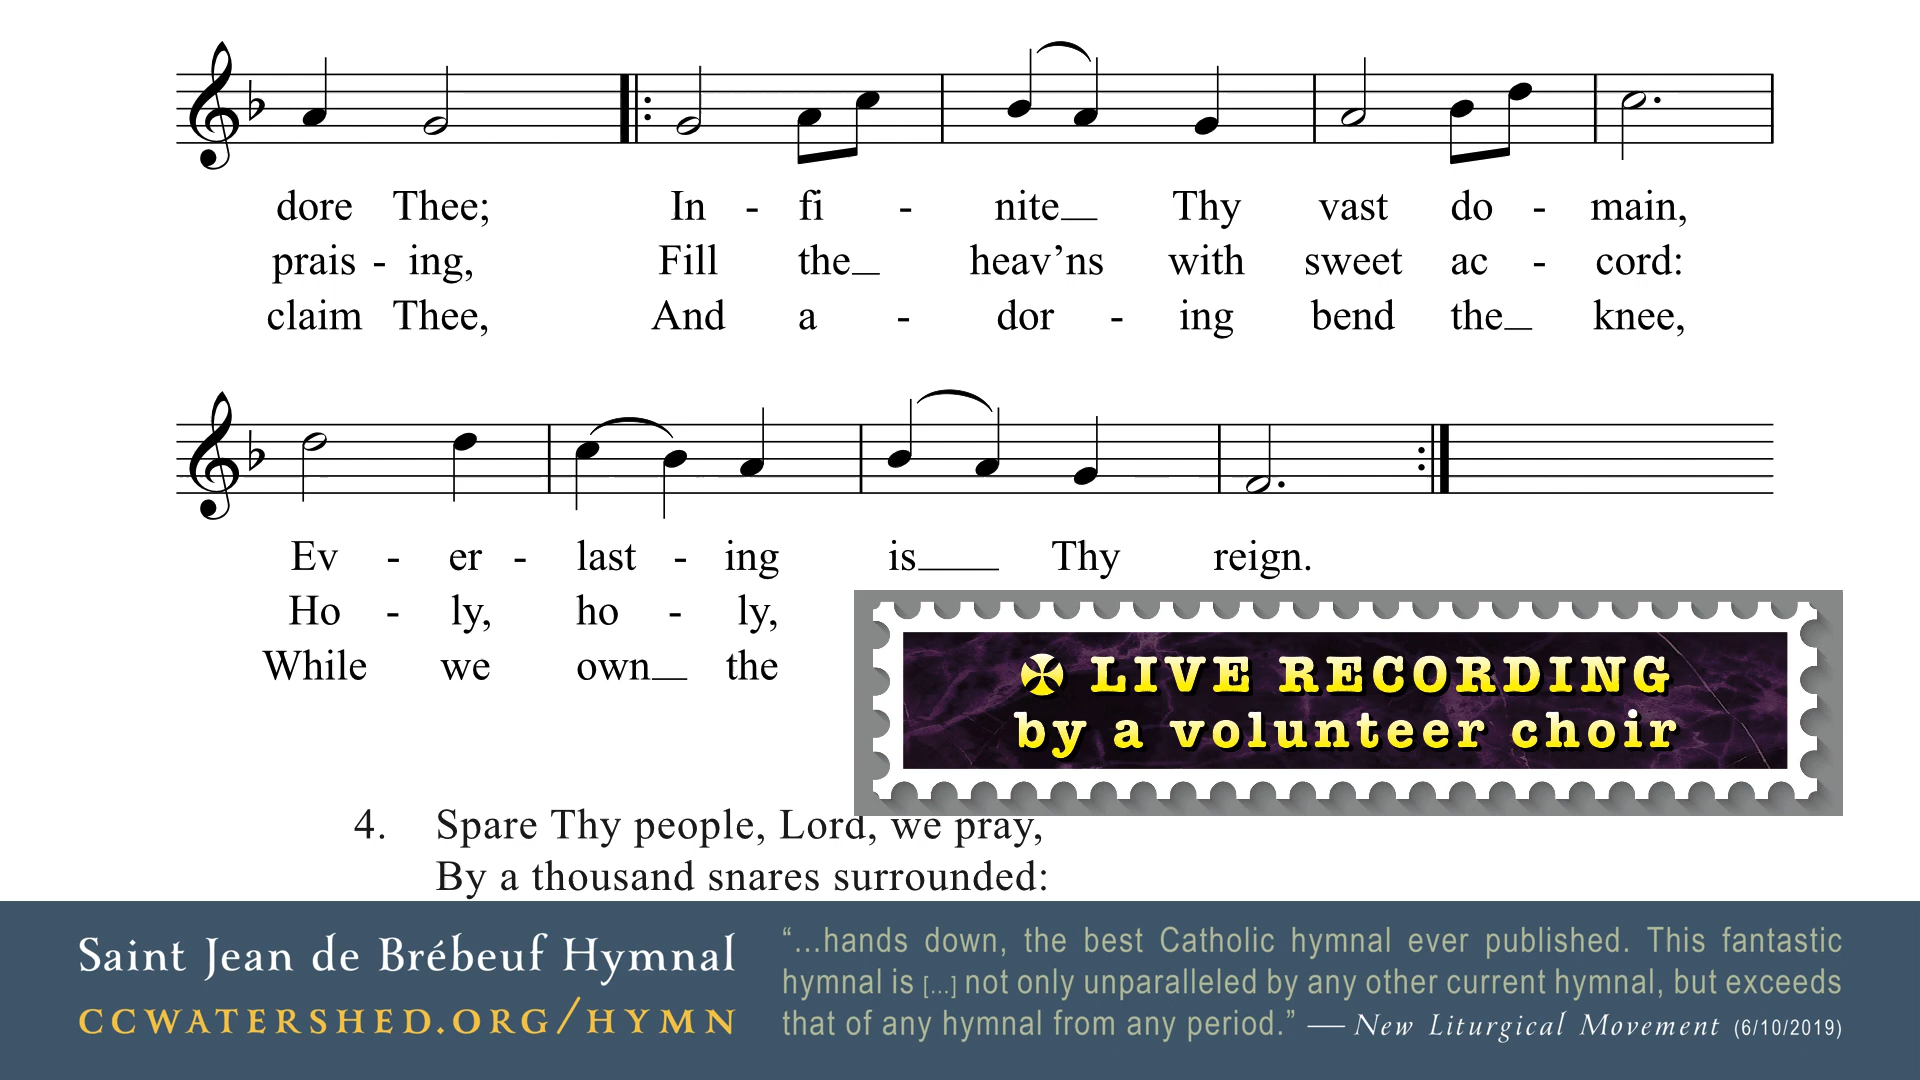 dore Thee; In - fi - nite Thy vast do - main,
prais - ing, Fill the heav’ns with sweet ac - cord:
claim Thee, And a - dor - ing bend the knee,
Ev - er - last - ing is Thy reign.
Ho - ly, ho - ly,
While we own the
LIVE RECORDING
by a volunteer choir
4. Spare Thy people, Lord, we pray,
By a thousand snares surrounded:
Saint Jean de Brébeuf Hymnal
CCWATERSHED.ORG/HYMN
“...hands down, the best Catholic hymnal ever published. This fantastic
hymnal is [...] not only unparalleled by any other current hymnal, but exceeds
that of any hymnal from any period.” — New Liturgical Movement (6/10/2019)